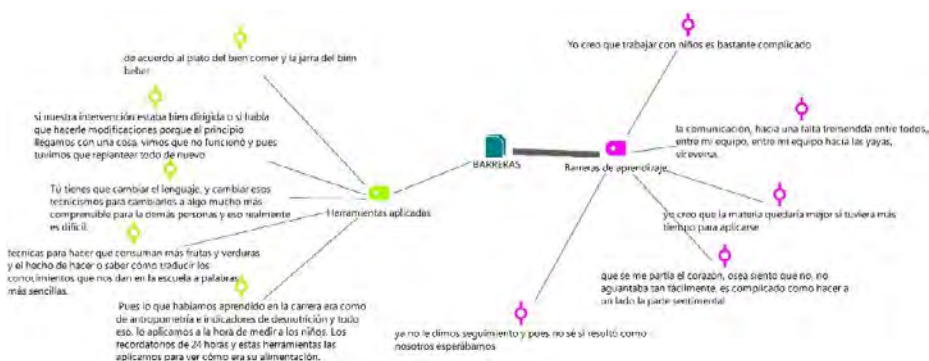 de acuerdo al plato del bien comer y la jarra del bien
beber
si nuestra intervención estaba bien dirigida o si había
que hacerle modificaciones porque al principio
llegamos con una cosa, vimos que no funcionó y pues
tuvimos que replantear todo de nuevo
Tú tienes que cambiar el lenguaje, y cambiar esos
tecnicismos para cambiarlos a algo mucho más
comprensible para la demás personas y eso realmente
es difícil.
Herramientas aplicadas
tecnicas para hacer que consuman más frutas y verduras
y el hecho de hacer o saber cómo traducir los
conocimientos que nos dan en la escuela a palabras
más sencillas.
Pues lo que habíamos aprendido en la carrera era como
de antropometría e indicadores de desnutrición y todo
eso, lo aplicamos a la hora de medir a los niños. Los
recordatorios de 24 horas y estas herramientas las
aplicamos para ver cómo era su alimentación.
BARRERAS
Yo creo que trabajar con niños es bastante complicado
la comunicación, hacía una falta tremendda entre todos,
entre mi equipo, entre mi equipo hacia las yayas,
viceversa.
Barreras de aprendizaje
yo creo que la materia quedaría mejor si tuviera más
tiempo para aplicarse
que se me partía el corazón, osea siento que no, no
aguantaba tan fácilmente, es complicado como hacer a
un lado la parte sentimental
ya no le dimos seguimiento y pues no sé si resultó como
nosotros esperábamos